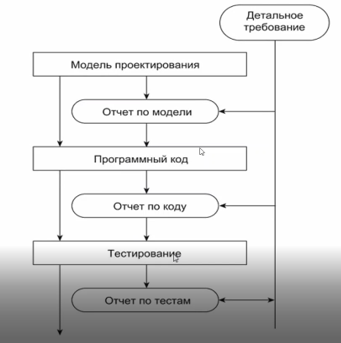 Детальное
требование
Модель проектирования
Отчет по модели
Программный код
Отчет по коду
Тестирование
Отчет по тестам